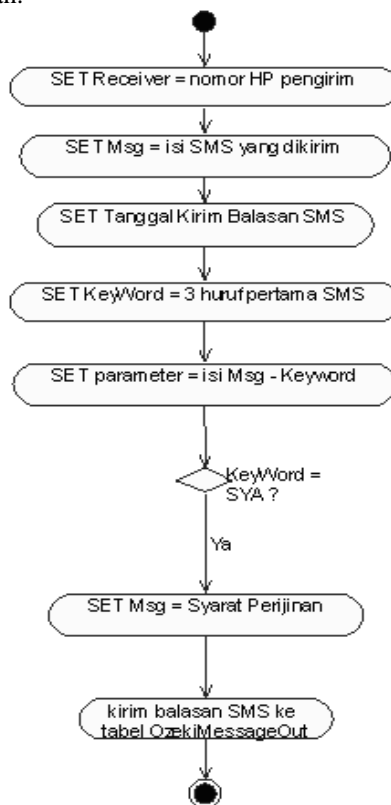 an.
SET Receiver = nomor HP pengirim
SET Msg = isi SMS yang dikirim
SET Tanggal Kirim Balasan SMS
SET KeyWord = 3 huruf pertama SMS
SET parameter = isi Msg - Keyword
KeyWord =
SYA ?
Ya
SET Msg = Syarat Perijinan
kirim balasan SMS ke
tabel OzekiMessageOut